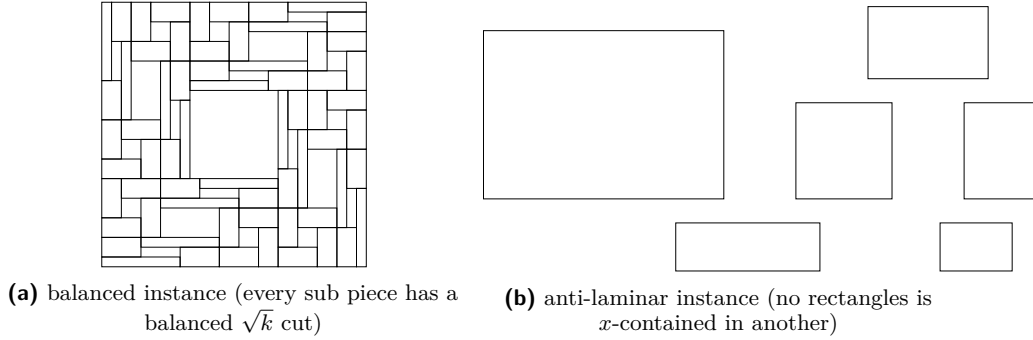 (a) balanced instance (every sub piece has a
balanced √k cut)
(b) anti-laminar instance (no rectangles is
x-contained in another)